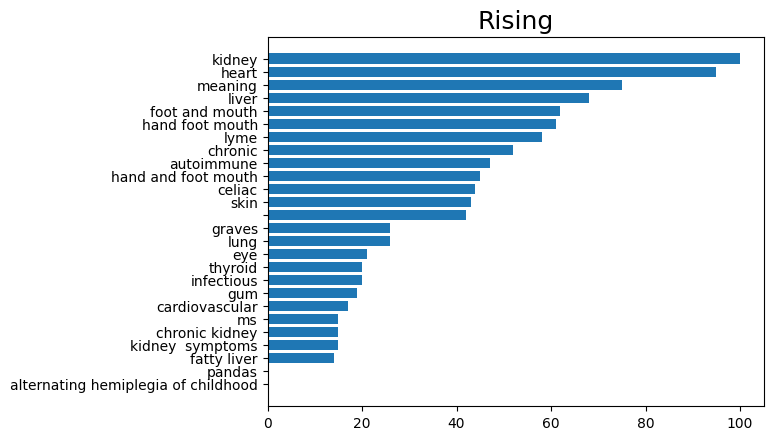 Rising
kidney
heart
meaning
liver
foot and mouth
hand foot mouth
lyme
chronic
autoimmune
hand and foot mouth
celiac
skin
graves
lung
eye
thyroid
infectious
gum
cardiovascular
ms
chronic kidney
kidney  symptoms
fatty liver
pandas
alternating hemiplegia of childhood
0 20 40 60 80 100